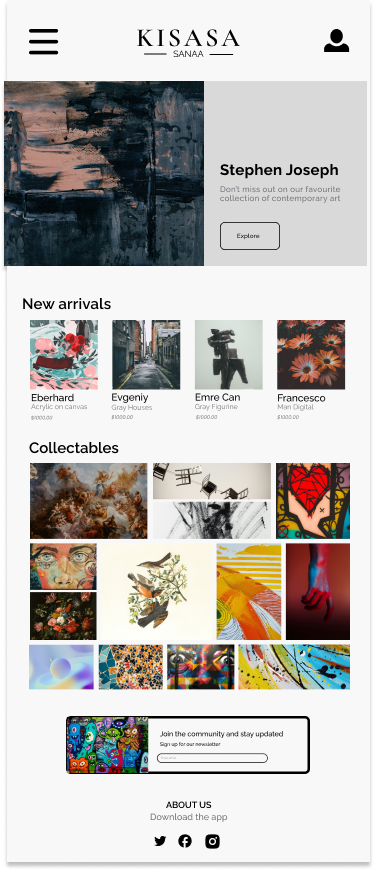 KISASA
SANAA
Stephen Joseph
Don't miss out on our favourite
collection of contemporary art
Explore
New arrivals
Eberhard
Acrylic on canvas
$1000.00
Evgeniy
Gray Houses
$1000.00
Emre Can
Gray Figurine
$1000.00
Francesco
Man Digital
$1000.00
Collectables
Join the community and stay updated
Sign up for our newsletter
ABOUT US
Download the app